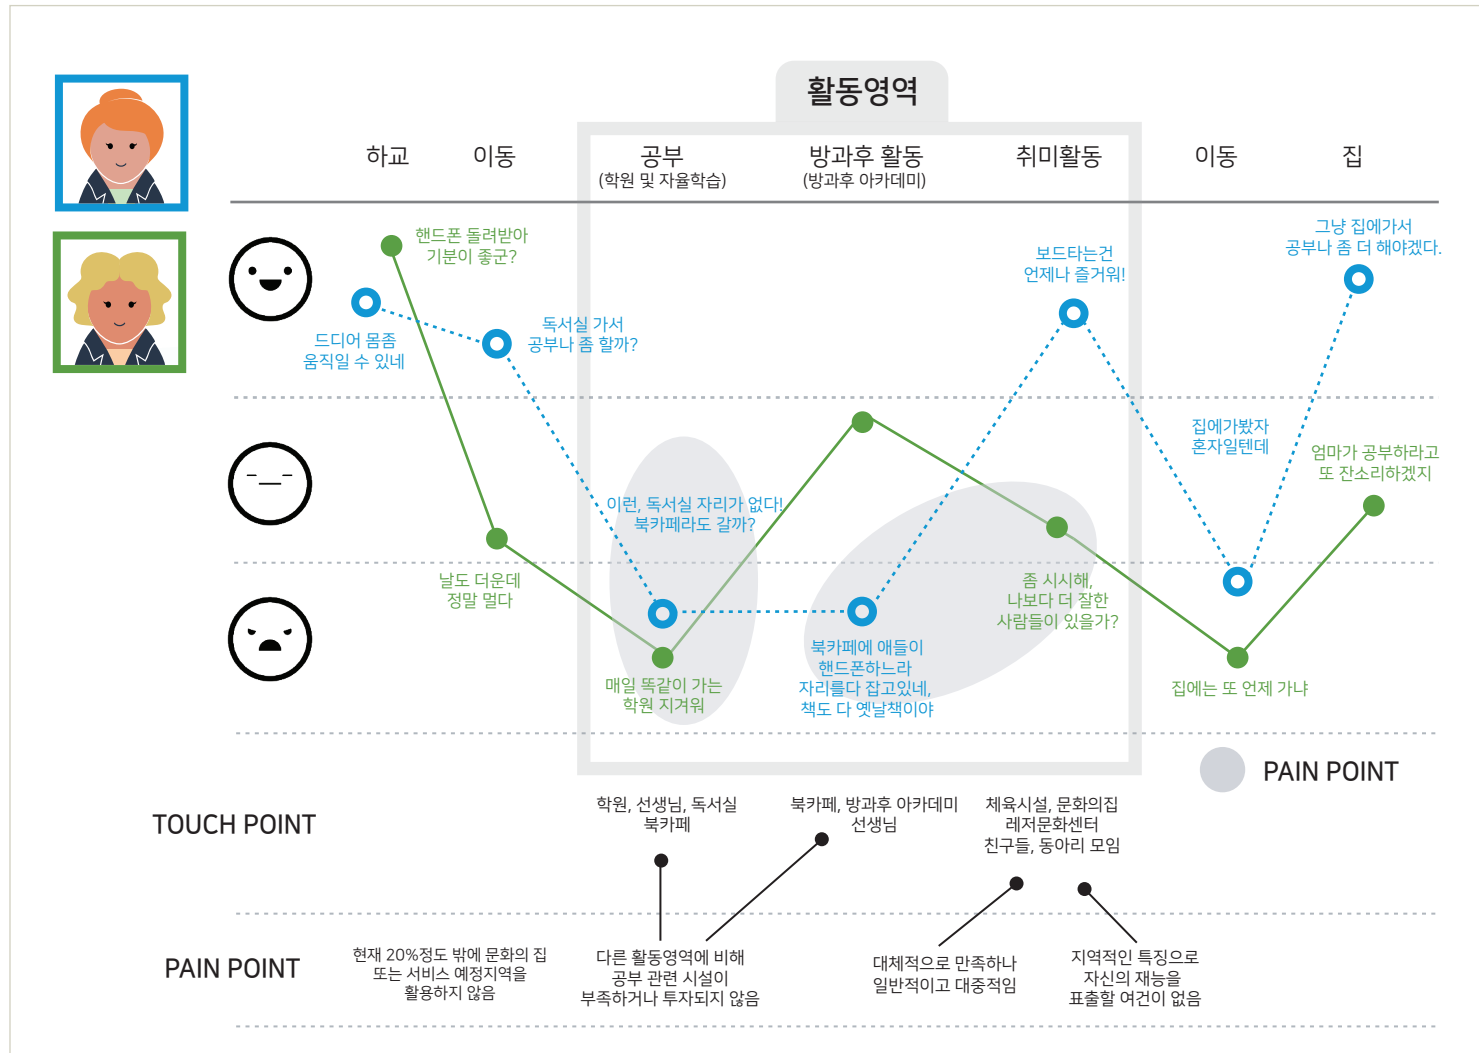 활동영역
하교
이동
공부
(학원 및 자율학습)
방과후 활동
(방과후 아카데미)
취미활동
이동
집
핸드폰 돌려받아
기분이 좋군?
드디어 몸좀
움직일 수 있네
독서실 가서
공부나 좀 할까?
보드타는건
언제나 즐거워!
그냥 집에가서
공부나 좀 더 해야겠다.
이런, 독서실 자리가 없다!
북카페라도 갈까?
집에가봤자
혼자일텐데
엄마가 공부하라고
또 잔소리하겠지
날도 더운데
정말 멀다
좀 시시해,
나보다 더 잘한
사람들이 있을가?
매일 똑같이 가는
학원 지겨워
북카페에 애들이
핸드폰하느라
자리를다 잡고있네,
책도 다 옛날책이야
집에는 또 언제 가냐
PAIN POINT
TOUCH POINT
학원, 선생님, 독서실
북카페
북카페, 방과후 아카데미
선생님
체육시설, 문화의집
레저문화센터
친구들, 동아리 모임
PAIN POINT
현재 20%정도 밖에 문화의 집
또는 서비스 예정지역을
활용하지 않음
다른 활동영역에 비해
공부 관련 시설이
부족하거나 투자되지 않음
대체적으로 만족하나
일반적이고 대중적임
지역적인 특징으로
자신의 재능을
표출할 여건이 없음